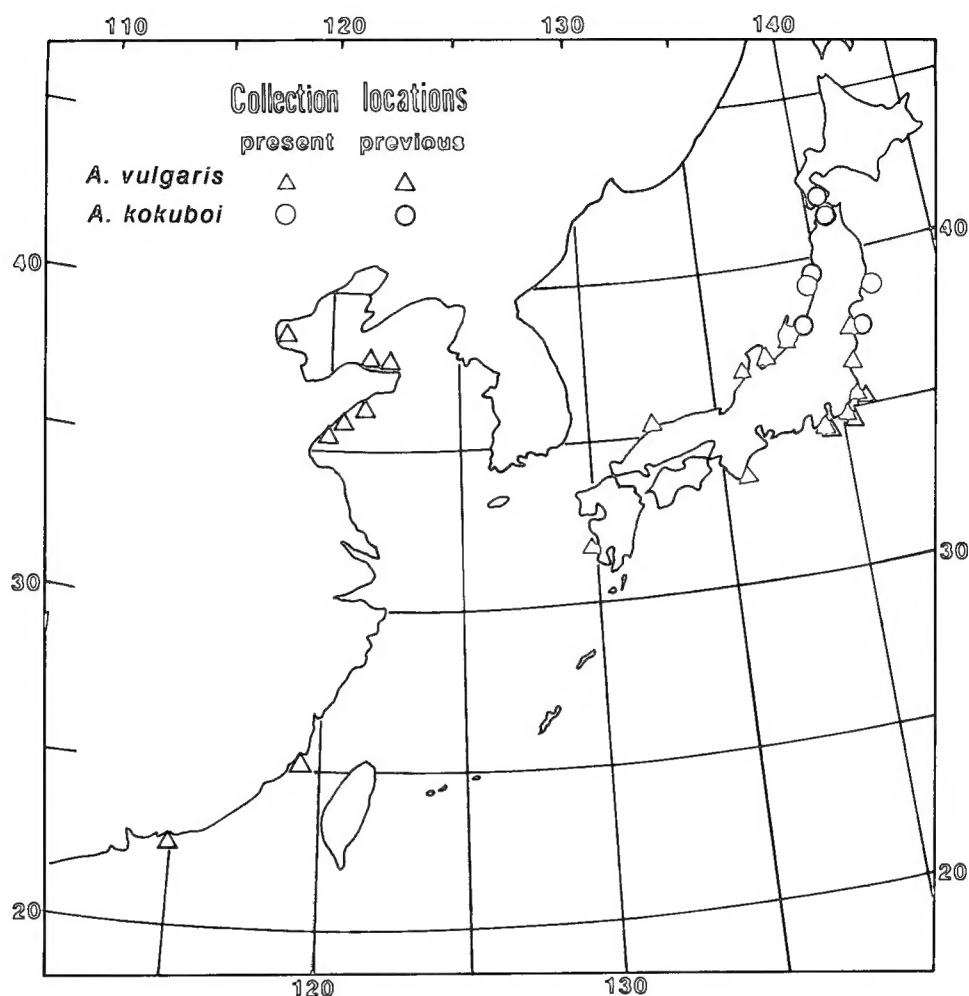 110 120 130 140
Collection locations
present previous
A. vulgaris
A. kokuboi
40 40
30 30
20 20
120 130